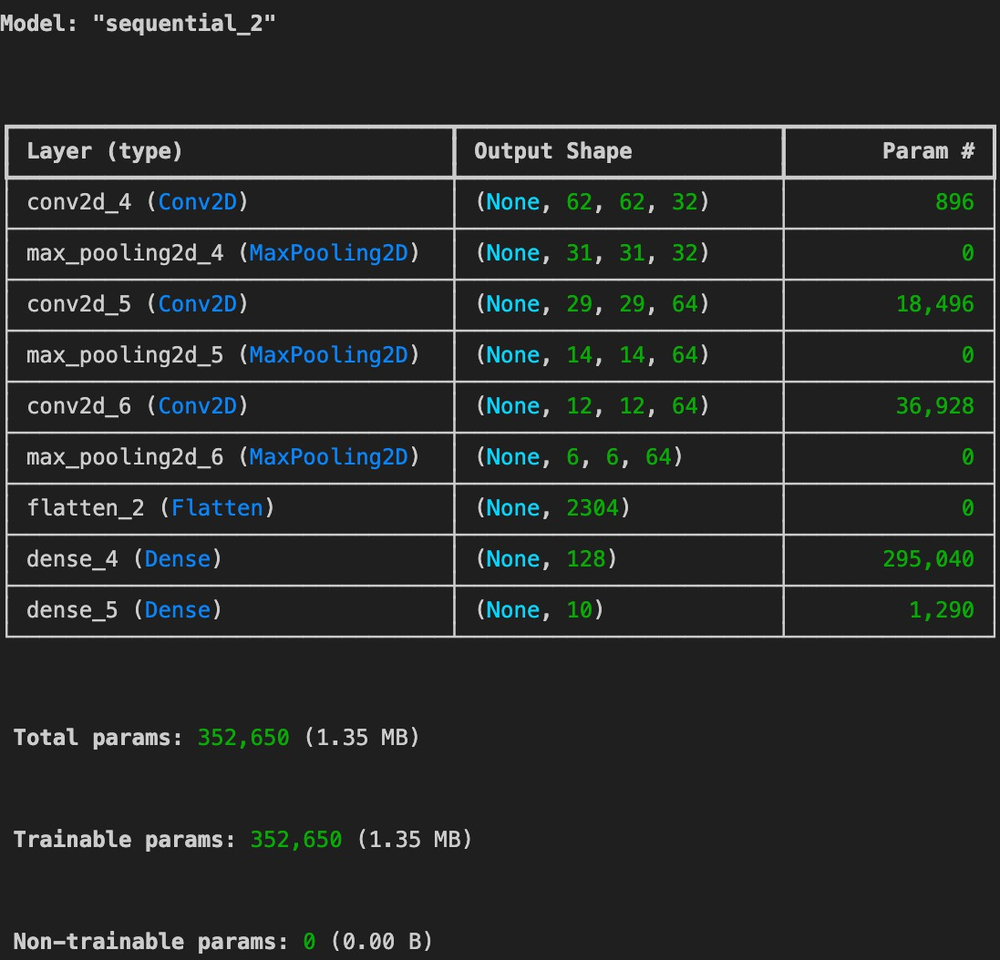 Model: "sequential_2"
Layer (type) Output Shape Param #
conv2d_4 (Conv2D) (None, 62, 62, 32) 896
max_pooling2d_4 (MaxPooling2D) (None, 31, 31, 32) 0
conv2d_5 (Conv2D) (None, 29, 29, 64) 18,496
max_pooling2d_5 (MaxPooling2D) (None, 14, 14, 64) 0
conv2d_6 (Conv2D) (None, 12, 12, 64) 36,928
max_pooling2d_6 (MaxPooling2D) (None, 6, 6, 64) 0
flatten_2 (Flatten) (None, 2304) 0
dense_4 (Dense) (None, 128) 295,040
dense_5 (Dense) (None, 10) 1,290
Total params: 352,650 (1.35 MB)
Trainable params: 352,650 (1.35 MB)
Non-trainable params: 0 (0.00 B)